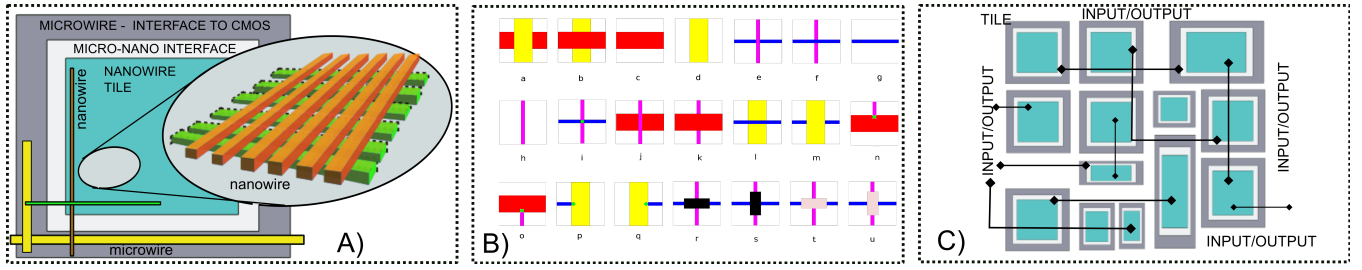 MICROWIRE - INTERFACE TO CMOS
MICRO-NANO INTERFACE
NANOWIRE
TILE
nanowire
nanowire
microwire
A)
a b c d e f g
h i j k l m n
o p q r s t u
B)
TILE
INPUT/OUTPUT
INPUT/OUTPUT
INPUT/OUTPUT
INPUT/OUTPUT
C)